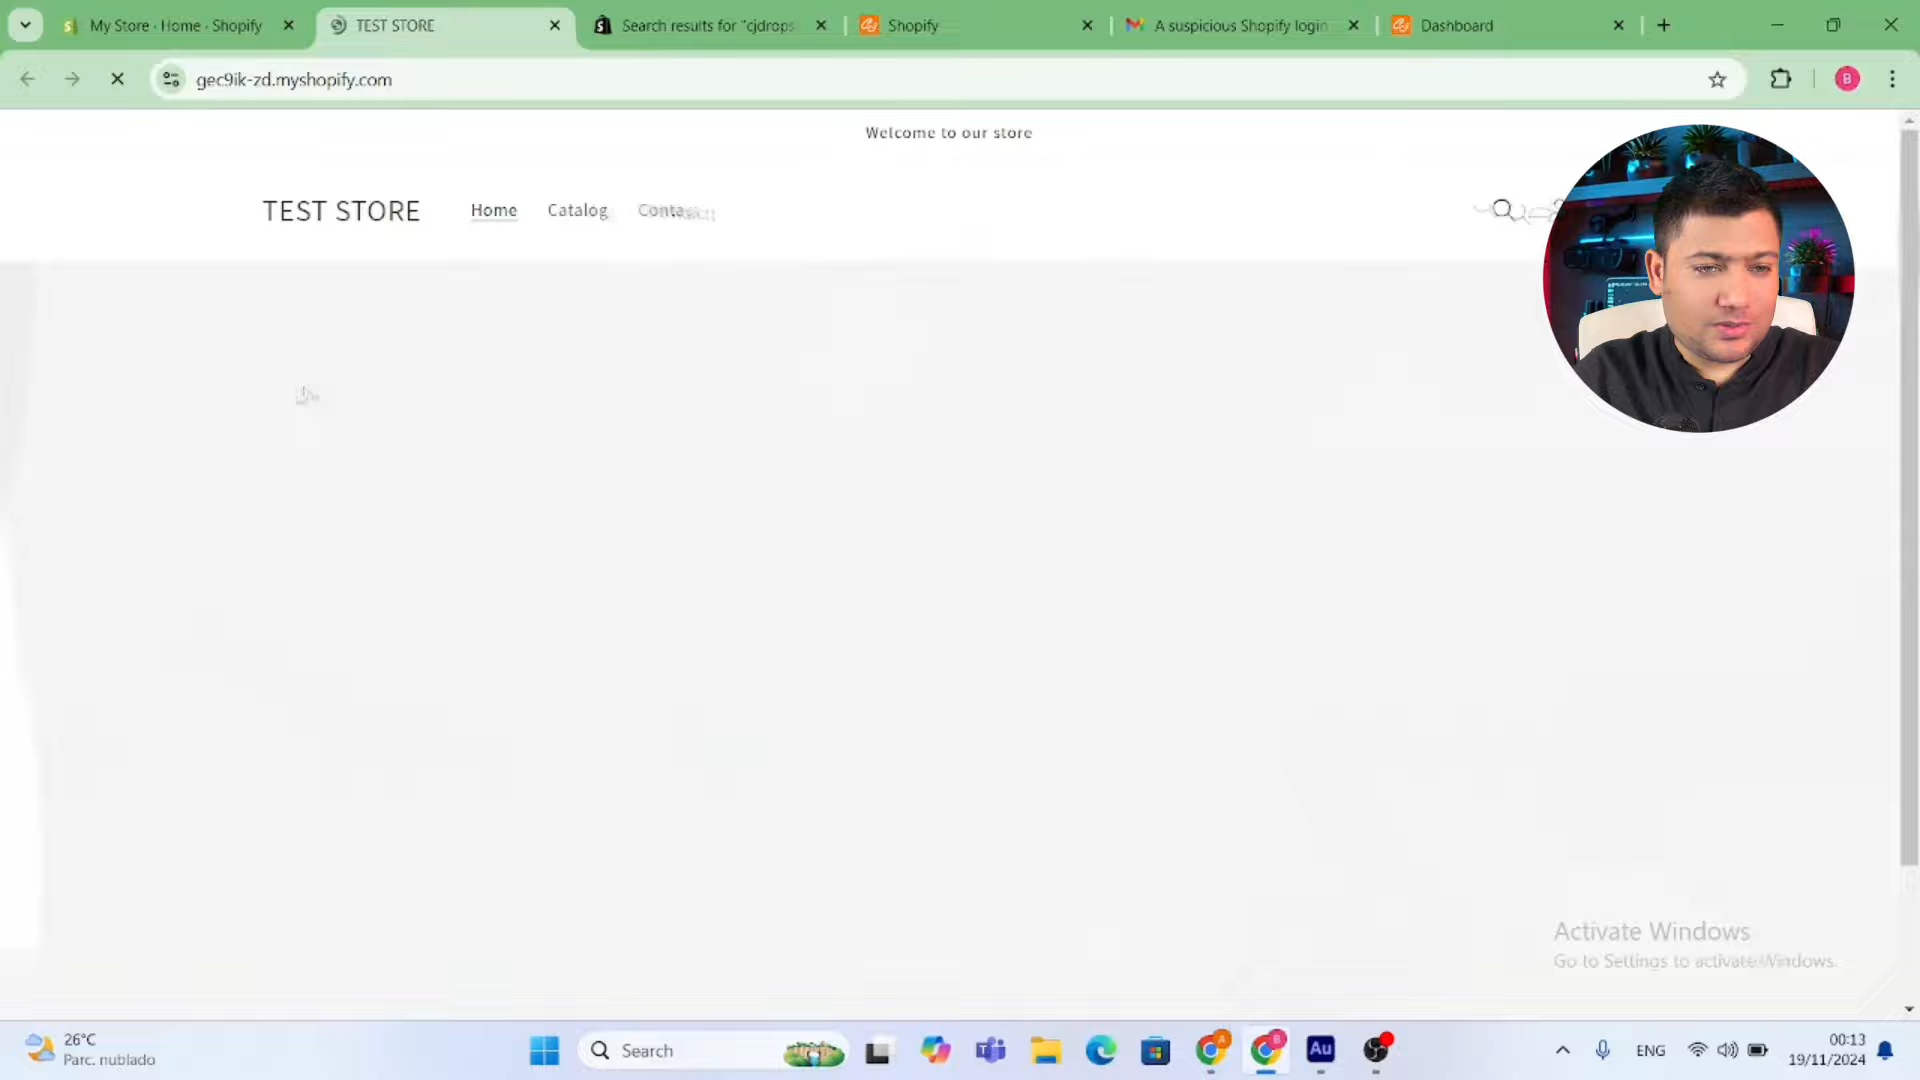 My Store · Home · Shopify
TEST STORE
Search results for "cjdrops
Shopify
A suspicious Shopify login
Dashboard
gec9ik-zd.myshopify.com
B
Welcome to our store
TEST STORE
Home
Catalog
Activate Windows
Go to Settings to activate Windows.
26°C
Parc. nublado
Search
A
B
Au
ENG
00:13
19/11/2024